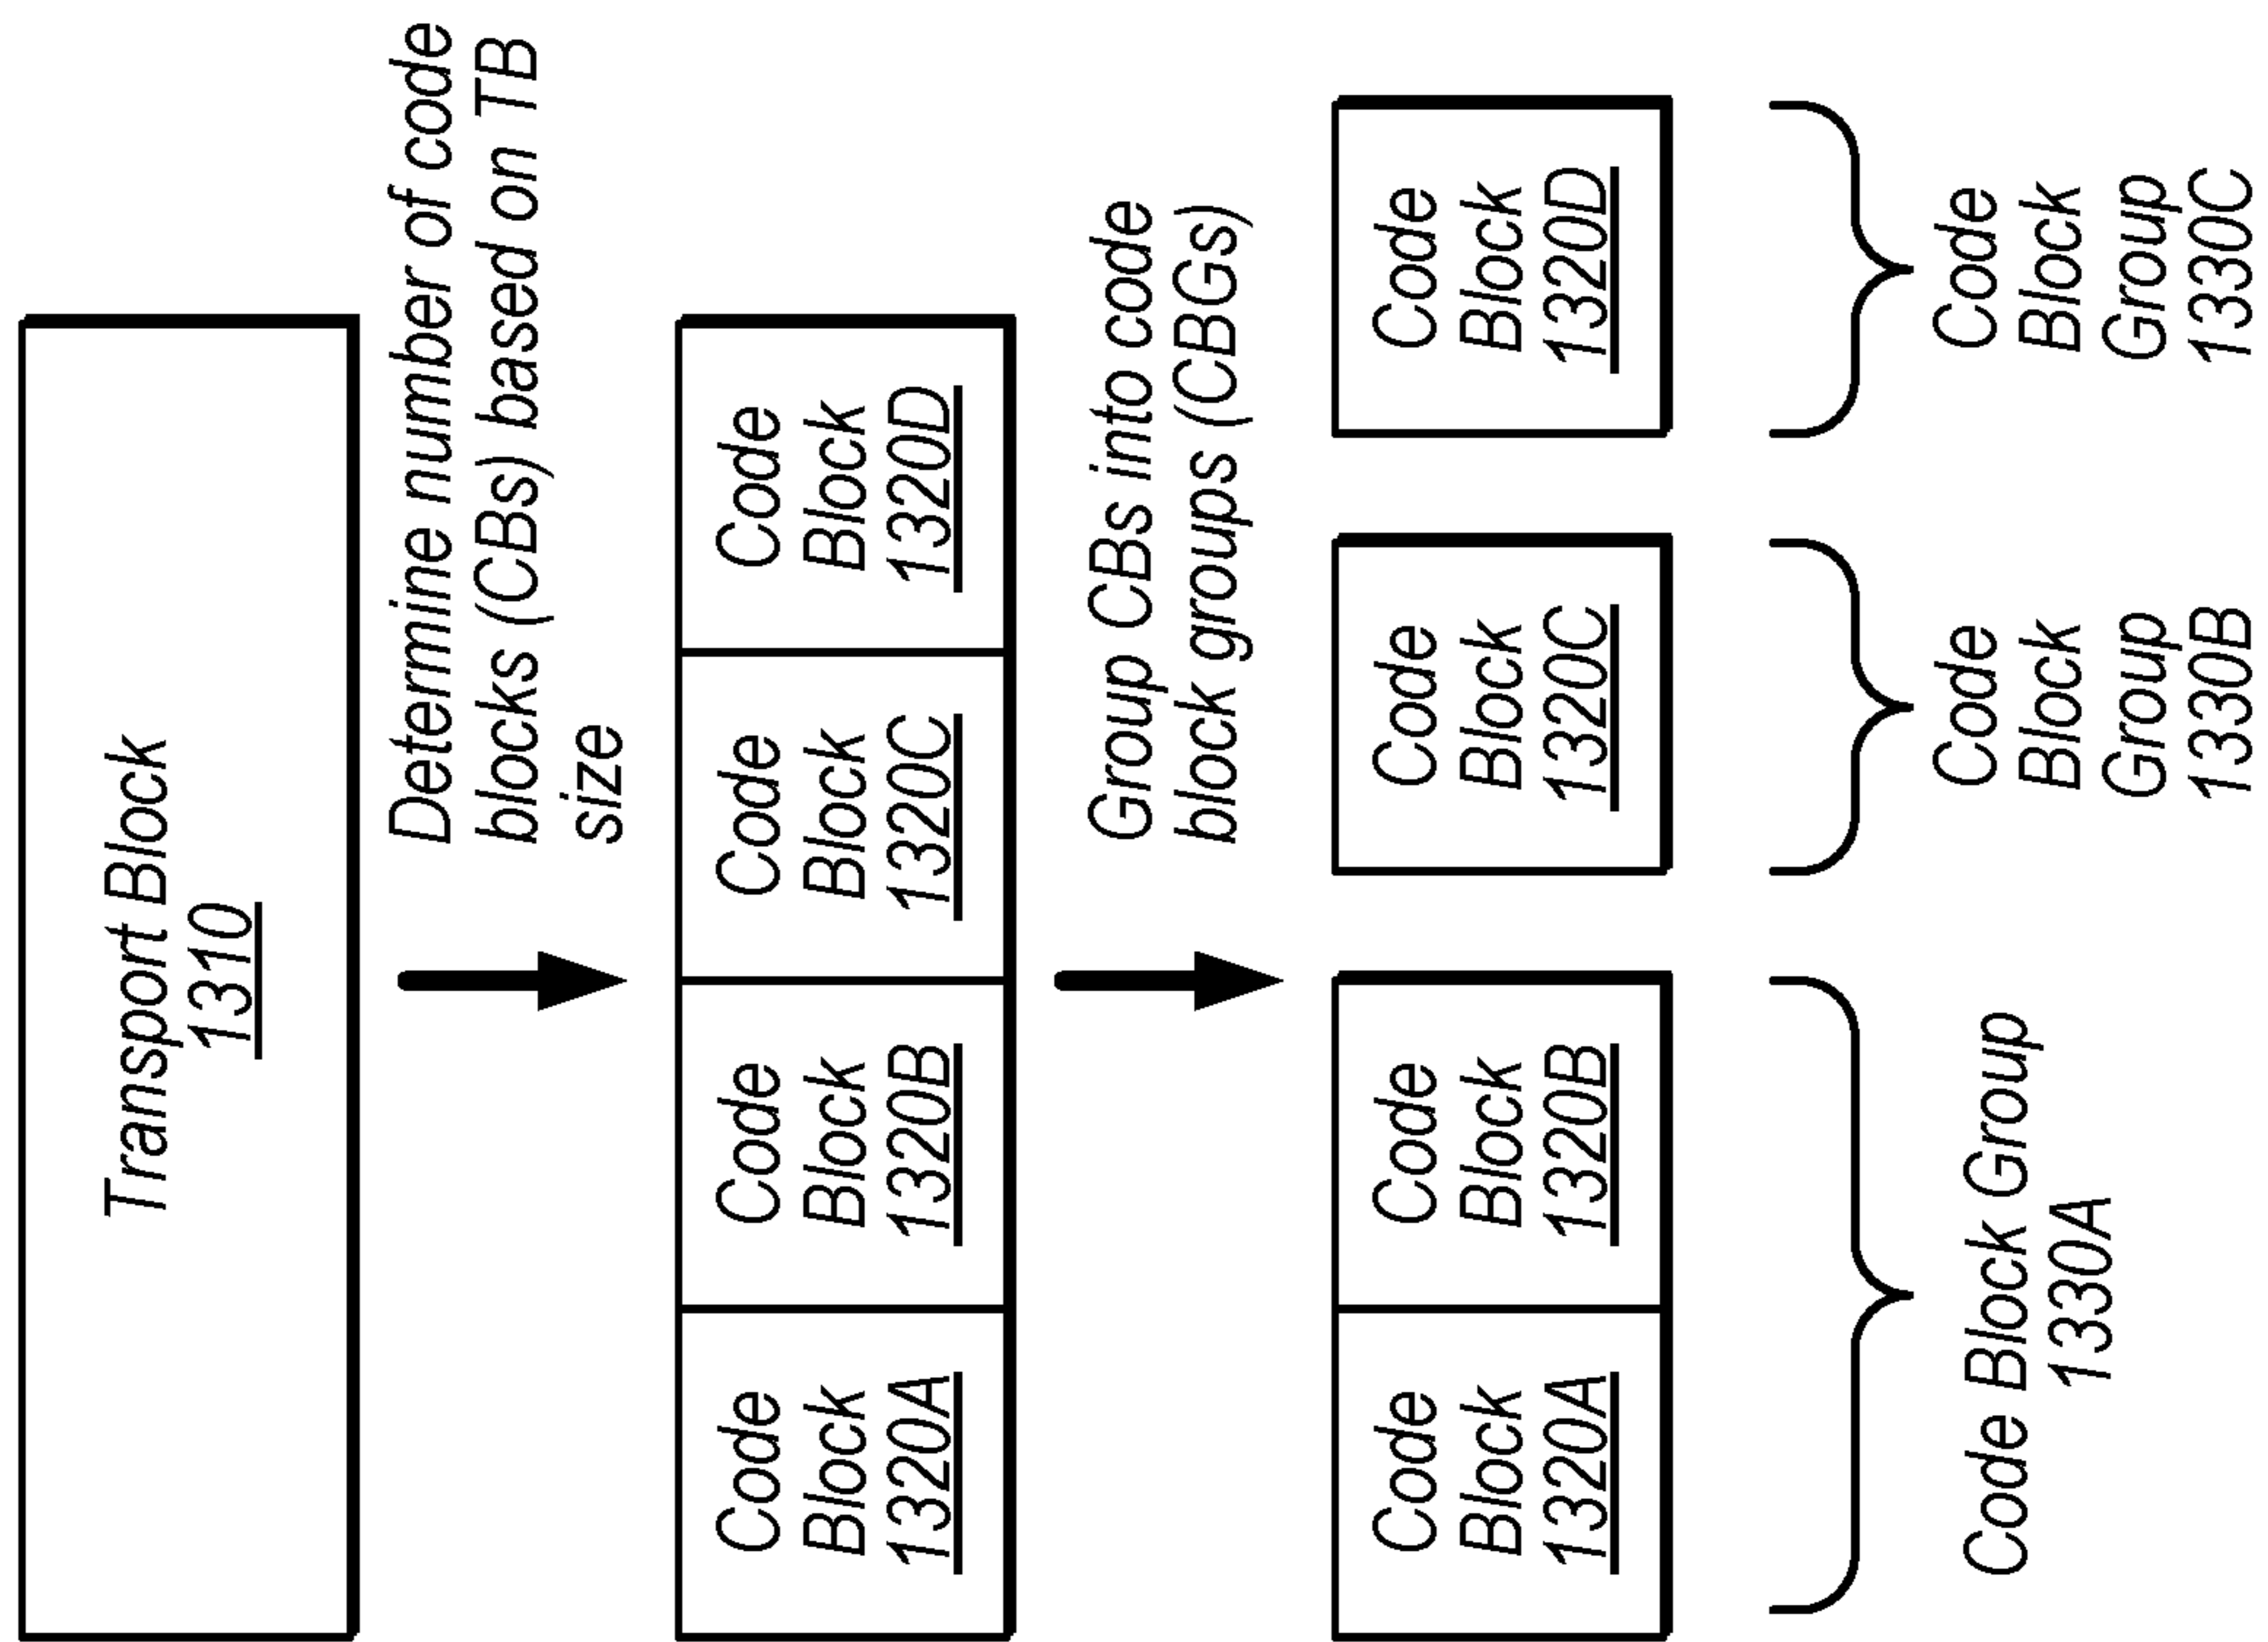 Transport Block
1310
Determine number of code
blocks (CBs) based on TB
size
Code
Block
1320A
Code
Block
1320B
Code
Block
1320C
Code
Block
1320D
Group CBs into code
block groups (CBGs)
Code
Block
1320A
Code
Block
1320B
Code
Block
1320C
Code
Block
1320D
Code Block Group
1330A
Code
Block
Group
1330B
Code
Block
Group
1330C